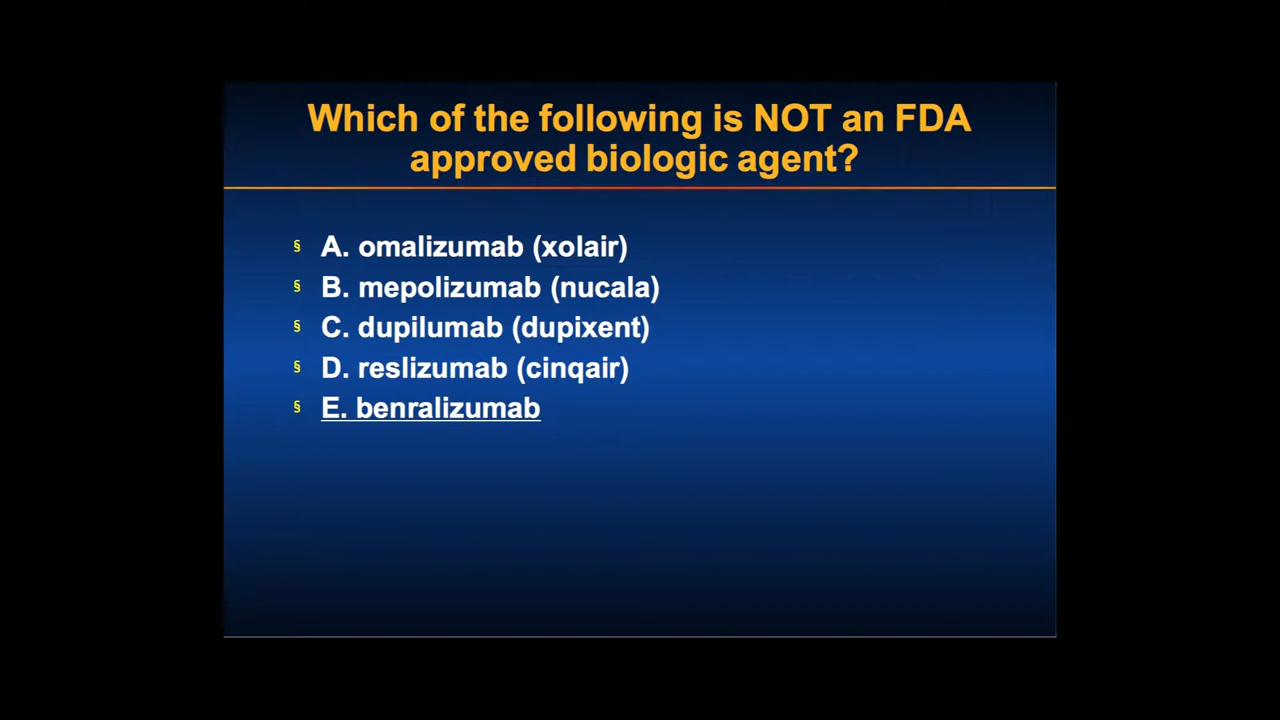 Which of the following is NOT an FDA
approved biologic agent?
§ A. omalizumab (xolair)
§ B. mepolizumab (nucala)
§ C. dupilumab (dupixent)
§ D. reslizumab (cinqair)
§ E. benralizumab